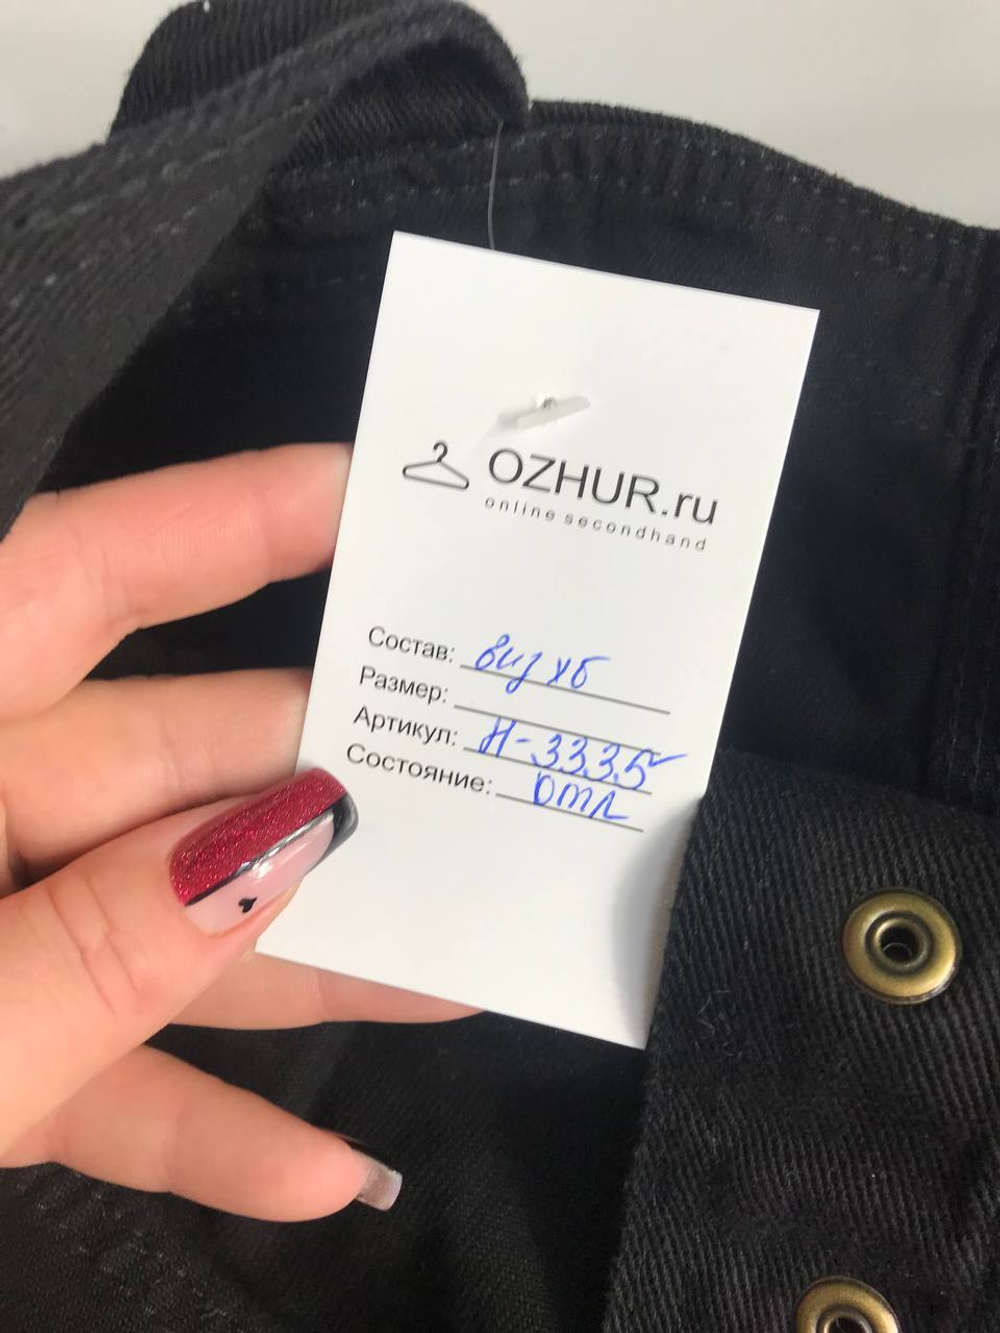 OZHUR.ru
online secondhand
Состав: виз хб
Размер:
Артикул: Н-3335
Состояние: отл